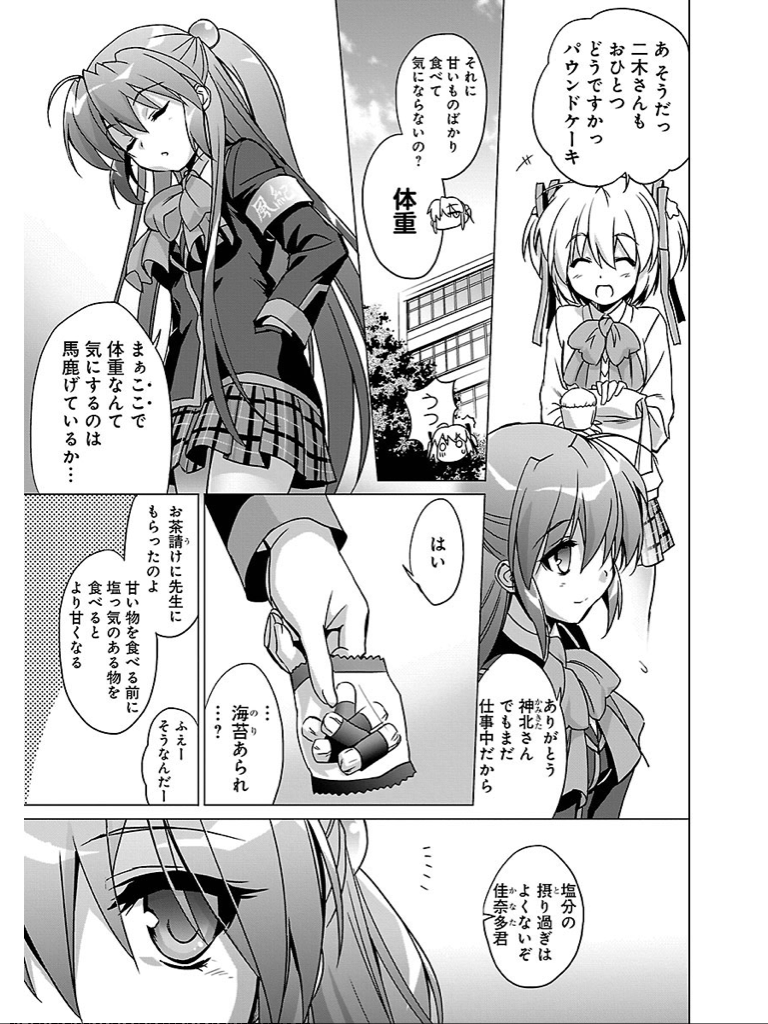 あ そうだっ
二木さんも
おひとつ
どうですかっ
パウンドケーキ
それに
甘いものばかり
食べて
気にならないの？
体重
うっ
風紀
まぁここで
体重なんて
気にするのは
馬鹿げているか…
ありがとう
神北さん
でもまだ
仕事中だから
はい
…
海苔あられ
…？
お茶請けに先生に
もらったのよ
甘い物を食べる前に
塩っ気のある物を
食べると
より甘くなる
ふえー
そうなんだー
塩分の
摂り過ぎは
よくないぞ
佳奈多君